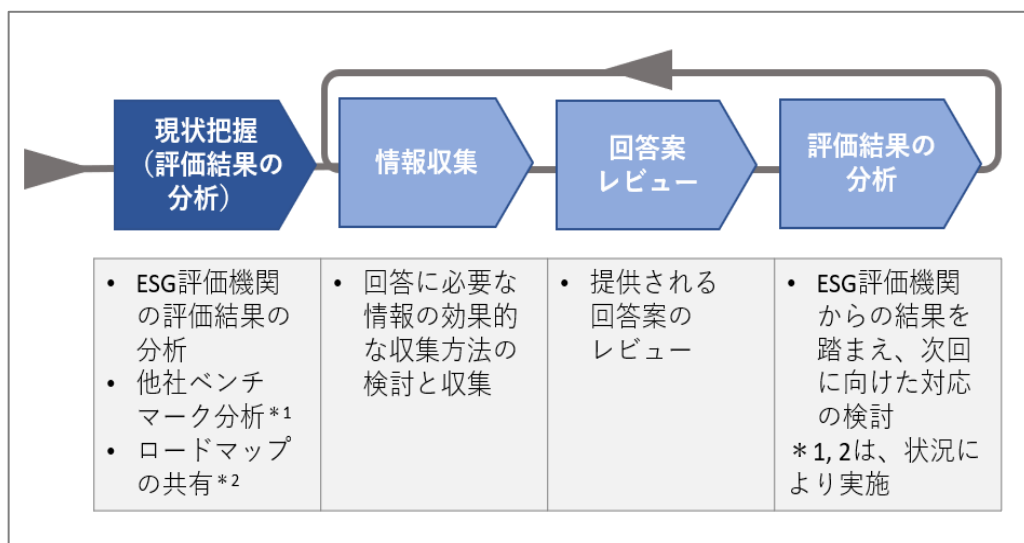 現状把握
（評価結果の
分析）
情報収集
回答案
レビュー
評価結果の
分析
• ESG評価機関
の評価結果の
分析
• 他社ベンチ
マーク分析＊1
• ロードマップ
の共有＊2
• 回答に必要な
情報の効果的
な収集方法の
検討と収集
• 提供される
回答案の
レビュー
• ESG評価機関
からの結果を
踏まえ、次回
に向けた対応
の検討
＊1, 2は、状況に
より実施